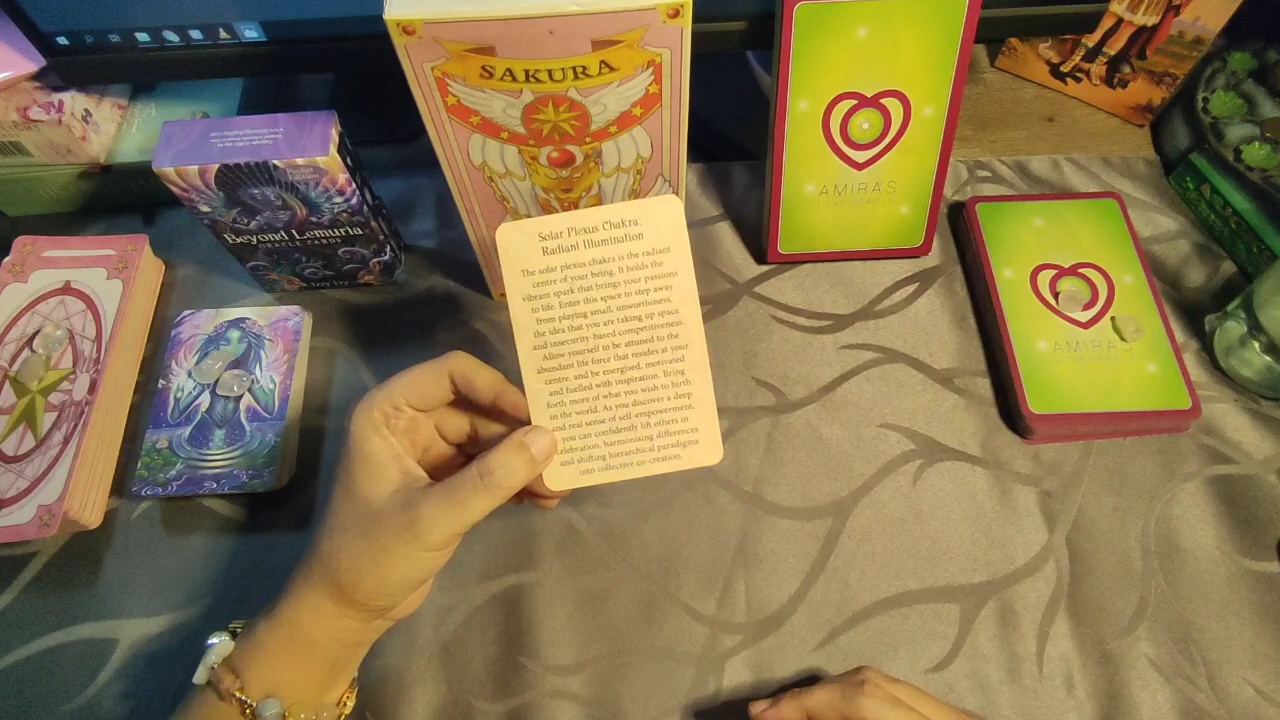 SAKURA
Pocket
Edition
Beyond Lemuria
ORACLE CARDS
Izzy Ivy
AMIRA'S
AMIRA'S
Solar Plexus Chakra:
Radiant Illumination
The solar plexus chakra is the radiant
centre of your being. It holds the
vibrant spark that brings your passions
to life. Enter this space to step away
from playing small, unworthiness,
the idea that you are taking up space
and insecurity-based competitiveness.
Allow yourself to be attuned to the
abundant life force that resides at your
centre, and be energised, motivated
and fuelled with inspiration. Bring
forth more of what you wish to birth
in the world. As you discover a deep
and real sense of self-empowerment,
you can confidently lift others in
celebration, harmonising differences
and shifting hierarchical paradigms
into collective co-creation.